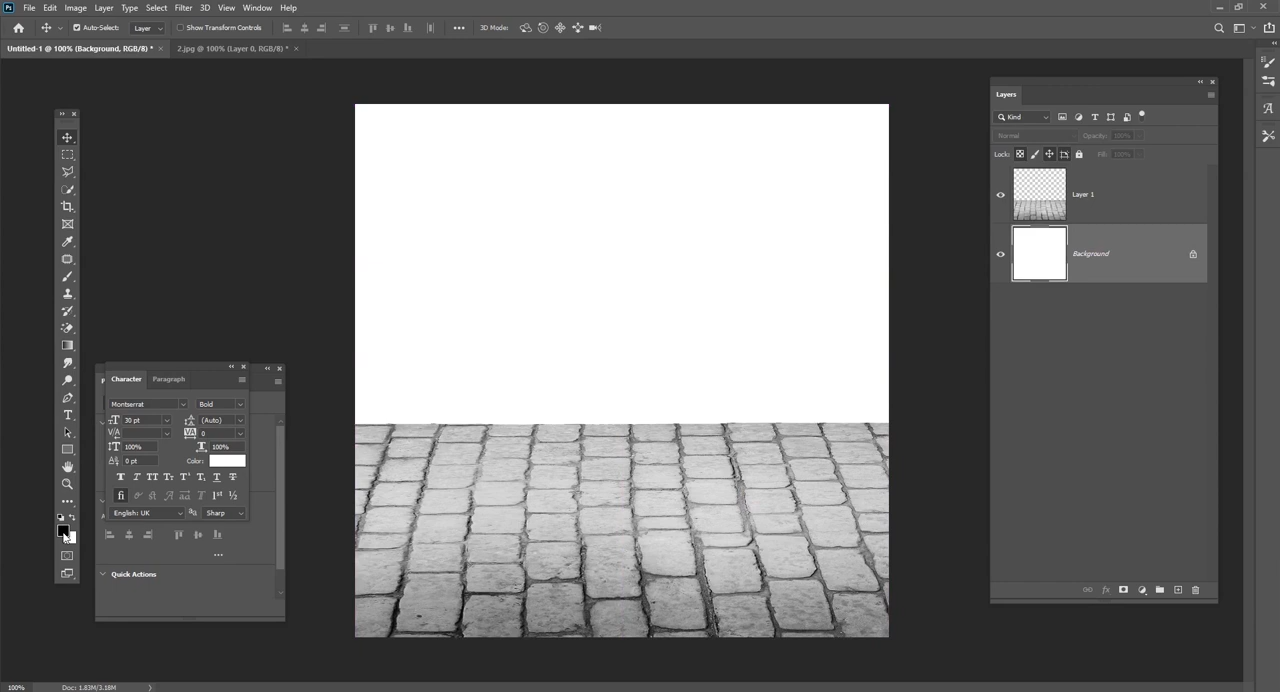 Ps File Edit Image Layer Type Select Filter 3D View Window Help
Auto-Select: Layer Show Transform Controls 3D Mode:
Untitled-1 @ 100% (Background, RGB/8) * × 2.jpg @ 100% (Layer 0, RGB/8) * ×
Layers
Kind
Normal Opacity: 100%
Lock: Fill: 100%
Layer 1
Background
Character Paragraph
Montserrat Bold
30 pt (Auto)
0
100% 100%
0 pt Color:
English: UK Sharp
Quick Actions
100% Doc: 1.83M/3.18M